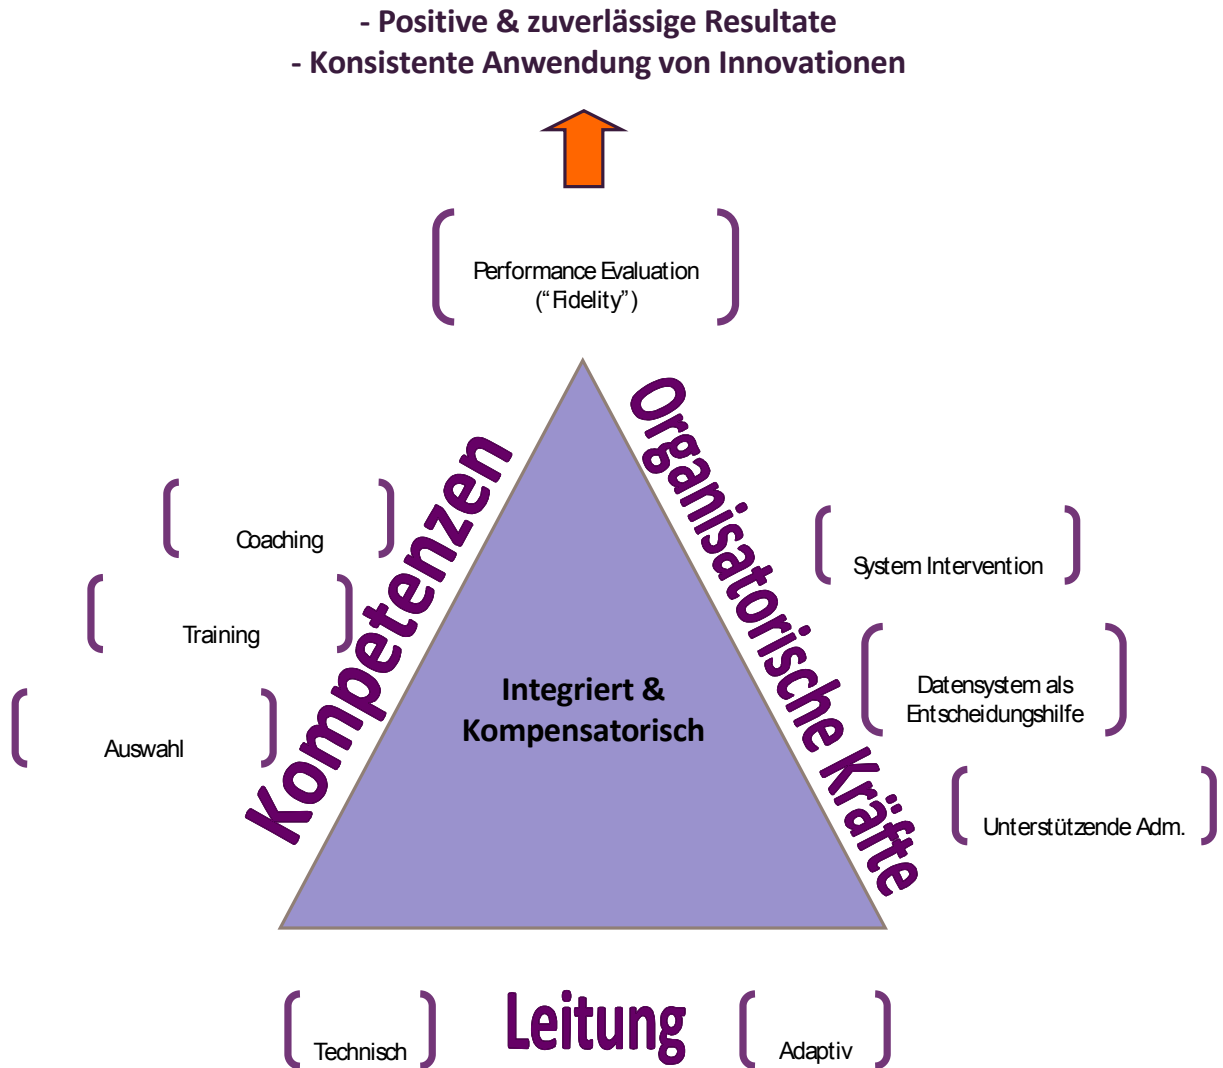 - Positive & zuverlässige Resultate
- Konsistente Anwendung von Innovationen
Performance Evaluation
(“Fidelity”)
Kompetenzen
Organisatorische Kräfte
Coaching
Training
Auswahl
System Intervention
Datensystem als
Entscheidungshilfe
Unterstützende Adm.
Integriert &
Kompensatorisch
Technisch
Leitung
Adaptiv